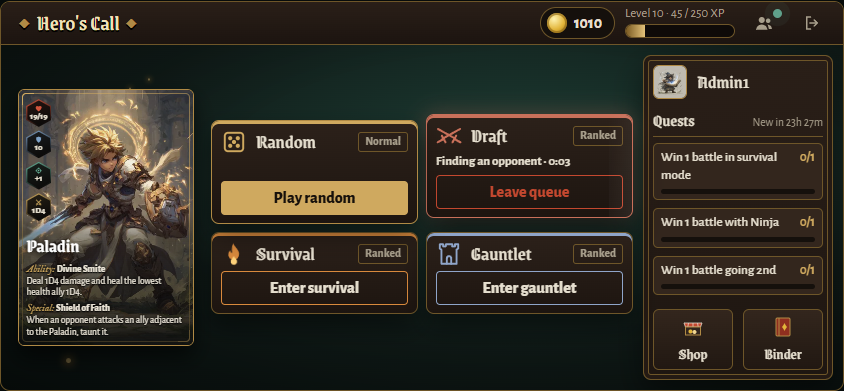 Hero's Call
1010
Level 10 · 45 / 250 XP
19/19
10
+1
1D4
Paladin
Ability: Divine Smite
Deal 1D4 damage and heal the lowest
health ally 1D4.
Special: Shield of Faith
When an opponent attacks an ally adjacent
to the Paladin, taunt it.
Random
Normal
Play random
Draft
Ranked
Finding an opponent · 0:03
Leave queue
Survival
Ranked
Enter survival
Gauntlet
Ranked
Enter gauntlet
Admin1
Quests
New in 23h 27m
Win 1 battle in survival
mode
0/1
Win 1 battle with Ninja
0/1
Win 1 battle going 2nd
0/1
Shop
Binder